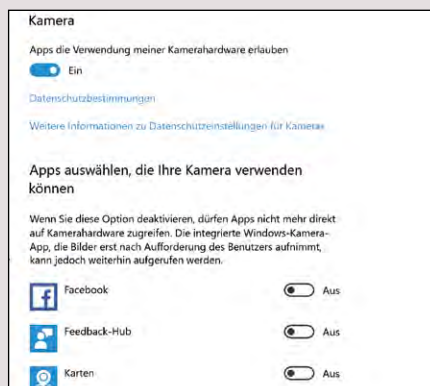 Kamera
Apps die Verwendung meiner Kamerahardware erlauben
Ein
Datenschutzbestimmungen
Weitere Informationen zu Datenschutzeinstellungen für Kameras
Apps auswählen, die Ihre Kamera verwenden
können
Wenn Sie diese Option deaktivieren, dürfen Apps nicht mehr direkt
auf Kamerahardware zugreifen. Die integrierte Windows-Kamera-
App, die Bilder erst nach Aufforderung des Benutzers aufnimmt,
kann jedoch weiterhin aufgerufen werden.
Facebook Aus
Feedback-Hub Aus
Karten Aus